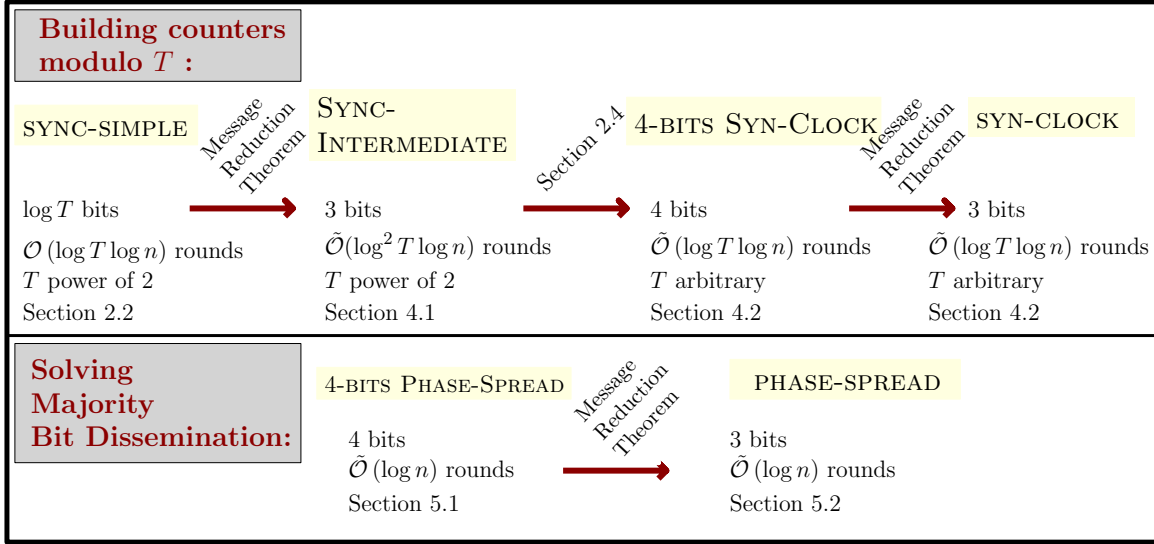 Building counters
modulo T :
SYNC-SIMPLE
Message
Reduction
Theorem
SYNC-
INTERMEDIATE
Section 2.4
4-BITS SYN-CLOCK
Message
Reduction
Theorem
SYN-CLOCK
log T bits
O (log T log n) rounds
T power of 2
Section 2.2
3 bits
Õ(log² T log n) rounds
T power of 2
Section 4.1
4 bits
Õ (log T log n) rounds
T arbitrary
Section 4.2
3 bits
Õ (log T log n) rounds
T arbitrary
Section 4.2
Solving
Majority
Bit Dissemination:
4-BITS PHASE-SPREAD
Message
Reduction
Theorem
PHASE-SPREAD
4 bits
Õ (log n) rounds
Section 5.1
3 bits
Õ (log n) rounds
Section 5.2